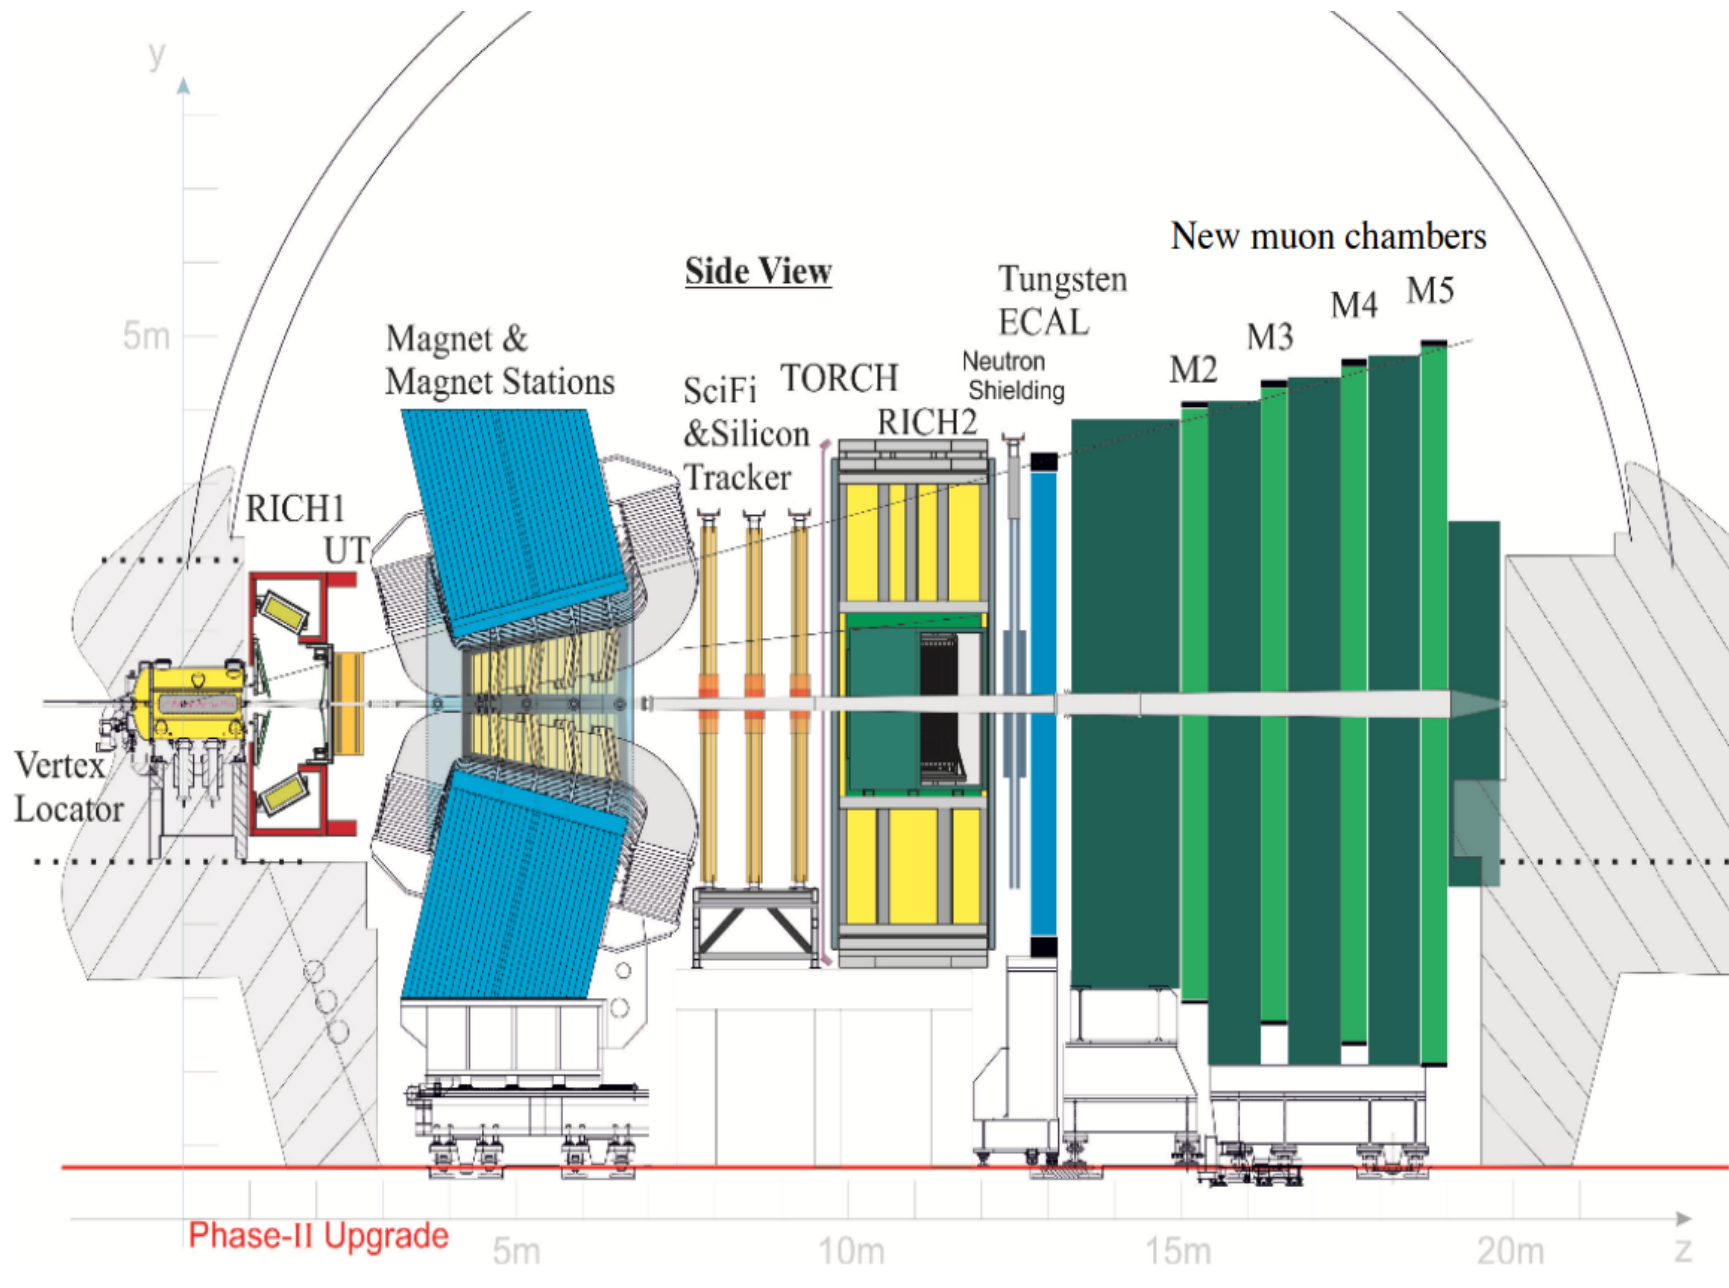 y
New muon chambers
Side View
Tungsten
ECAL
M5
M4
M3
5m
Magnet &
Magnet Stations
Neutron
Shielding
M2
SciFi
&Silicon
Tracker
TORCH
RICH2
RICH1
UT
Vertex
Locator
Phase-II Upgrade
5m
10m
15m
20m
z